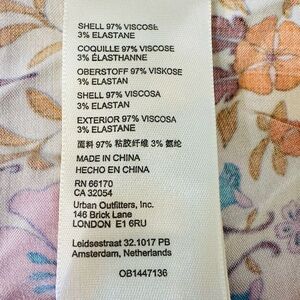 SHELL 97% VISCOSE
3% ELASTANE
COQUILLE 97% VISCOSE
3% ÉLASTHANNE
OBERSTOFF 97% VISKOSE
3% ELASTAN
SHELL 97% VISCOSA
3% ELASTAN
EXTERIOR 97% VISCOSA
3% ELASTANE
面料 97% 粘胶纤维 3% 氨纶
MADE IN CHINA
HECHO EN CHINA
RN 66170
CA 32054
Urban Outfitters, Inc.
146 Brick Lane
LONDON E1 6RU
Leidsestraat 32.1017 PB
Amsterdam, Netherlands
OB1447136